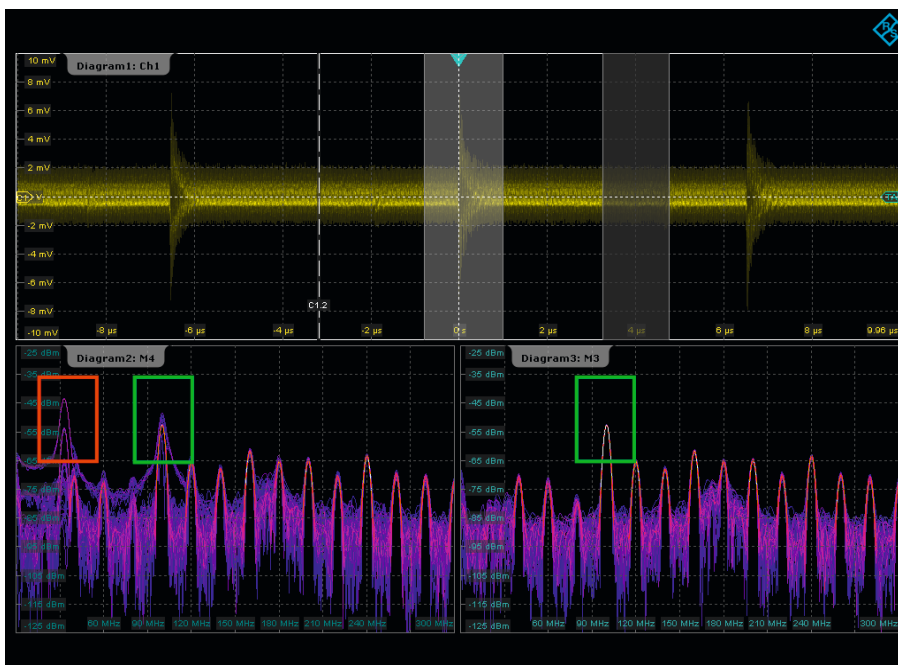 R S
10 mV
Diagram1: Ch1
8 mV
6 mV
4 mV
2 mV
C1 V
TA
-2 mV
-4 mV
-6 mV
-8 mV
C1.2
-10 mV
-8 µs
-6 µs
-4 µs
-2 µs
0 s
2 µs
4 µs
6 µs
8 µs
9.96 µs
-25 dBm
Diagram2: M4
-35 dBm
-45 dBm
-55 dBm
-65 dBm
-75 dBm
-85 dBm
-95 dBm
-105 dBm
-115 dBm
-125 dBm
60 MHz
90 MHz
120 MHz
150 MHz
200 MHz
240 MHz
300 MHz
-25 dBm
Diagram3: M3
-35 dBm
-45 dBm
-55 dBm
-65 dBm
-75 dBm
-85 dBm
-95 dBm
-105 dBm
-115 dBm
-125 dBm
60 MHz
90 MHz
120 MHz
150 MHz
180 MHz
210 MHz
240 MHz
300 MHz